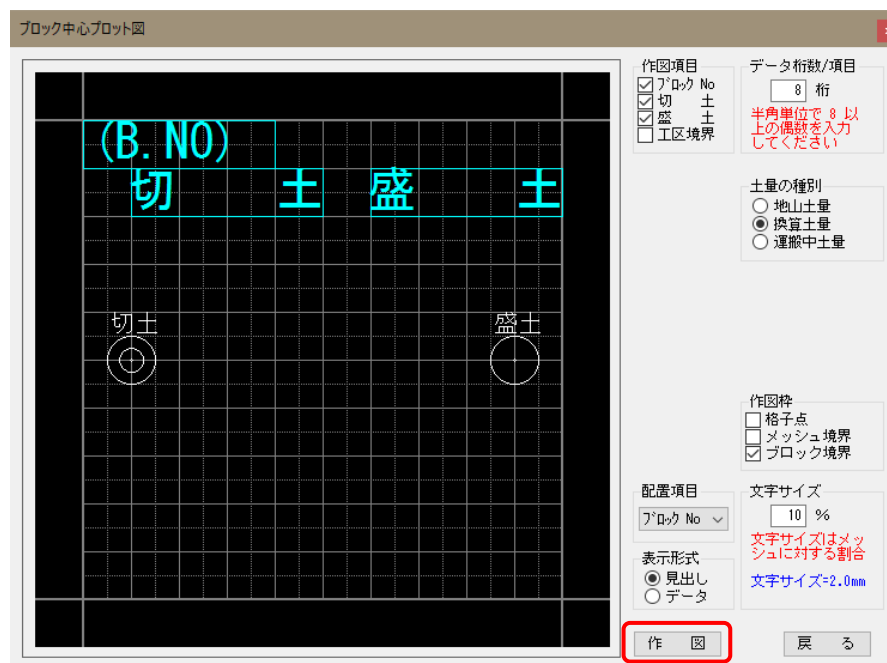 ブロック中心プロット図
(B.NO)
切 土 盛 土
切土 盛土
作図項目
ﾌﾞﾛｯｸ No
切 土
盛 土
工区境界
データ桁数/項目
8 桁
半角単位で 8 以
上の偶数を入力
してください
土量の種別
地山土量
換算土量
運搬中土量
作図枠
格子点
メッシュ境界
ブロック境界
配置項目
ﾌﾞﾛｯｸ No
文字サイズ
10 %
文字サイズはメッ
シュに対する割合
文字サイズ=2.0mm
表示形式
見出し
データ
作 図
戻 る